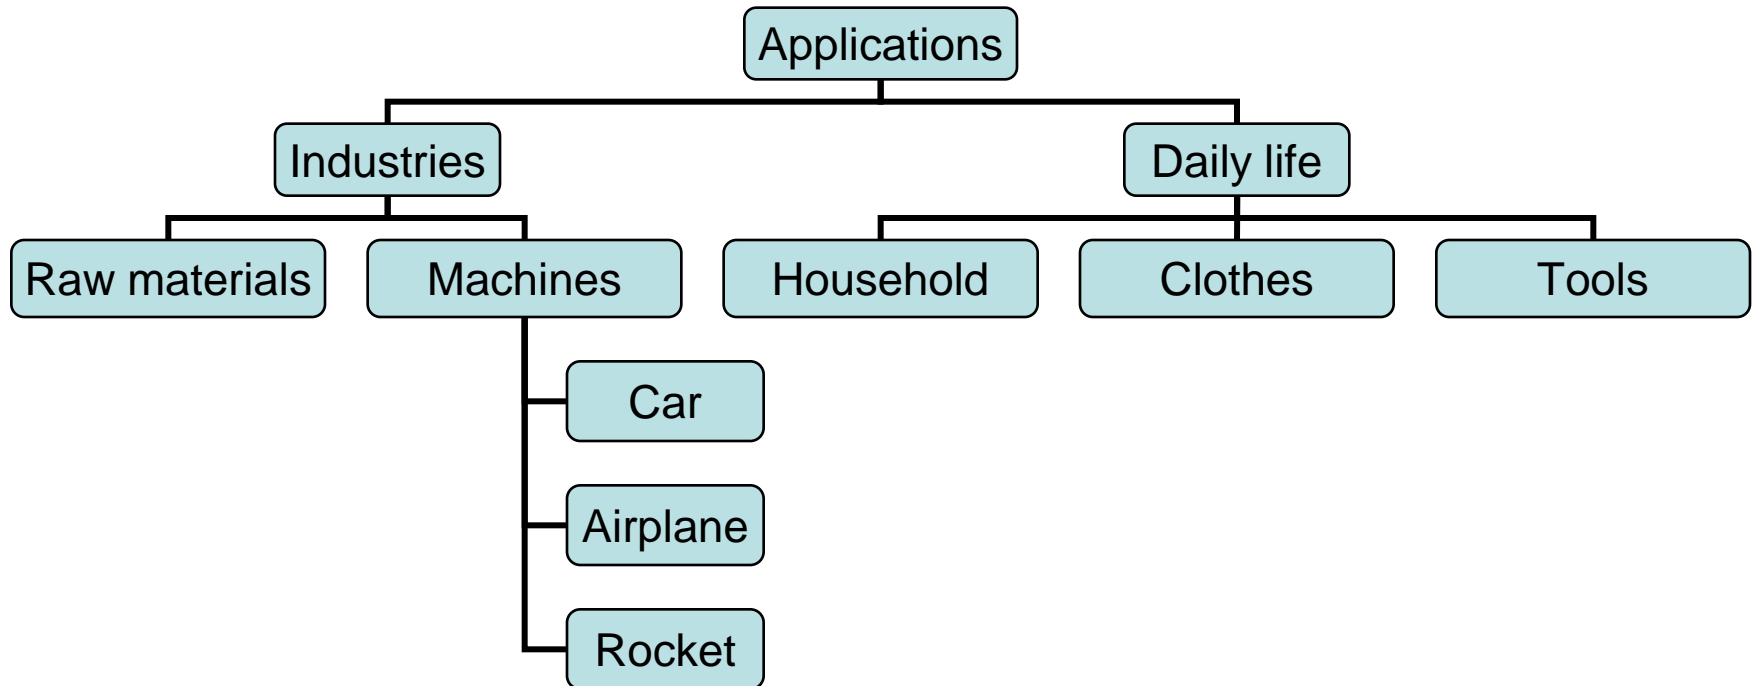 Applications
Industries
Daily life
Raw materials
Machines
Household
Clothes
Tools
Car
Airplane
Rocket